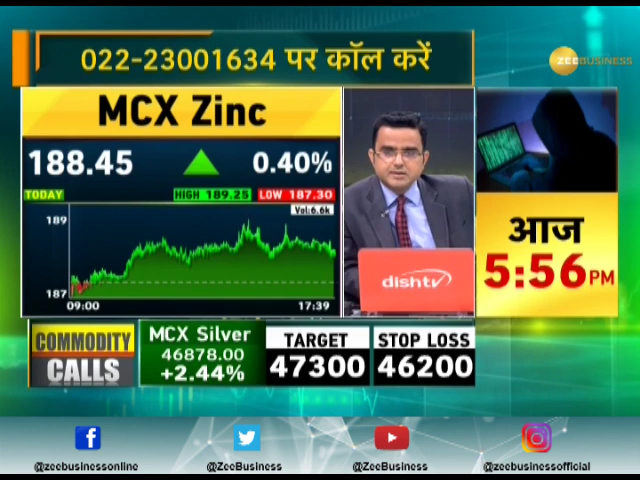 022-23001634 पर कॉल करें
ZEEBUSINESS
MCX Zinc
188.45 0.40%
TODAY HIGH 189.25 LOW 187.30
Vol:6.6k
189
187
09:00 17:39
dishtv
आज
5:56 PM
COMMODITY
CALLS
MCX Silver
46878.00
+2.44%
TARGET
47300
STOP LOSS
46200
@zeebusinessonline @ZeeBusiness @ZeeBusiness @zeebusinessofficial